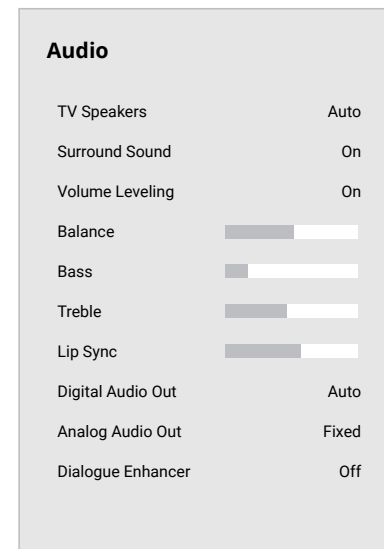 Audio
TV Speakers Auto
Surround Sound On
Volume Leveling On
Balance
Bass
Treble
Lip Sync
Digital Audio Out Auto
Analog Audio Out Fixed
Dialogue Enhancer Off